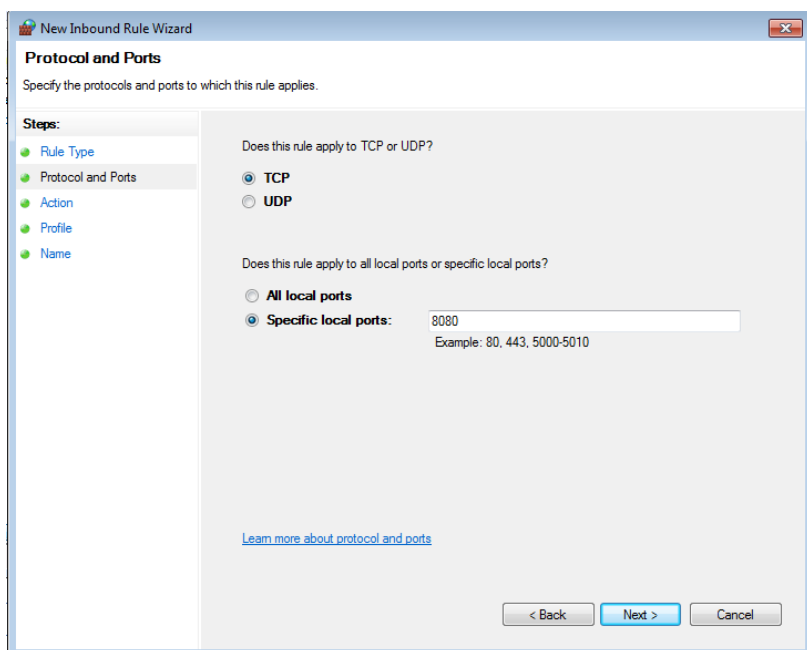 New Inbound Rule Wizard
Protocol and Ports
Specify the protocols and ports to which this rule applies.
Steps:
Rule Type
Protocol and Ports
Action
Profile
Name
Does this rule apply to TCP or UDP?
TCP
UDP
Does this rule apply to all local ports or specific local ports?
All local ports
Specific local ports: 8080
Example: 80, 443, 5000-5010
Learn more about protocol and ports
< Back Next > Cancel